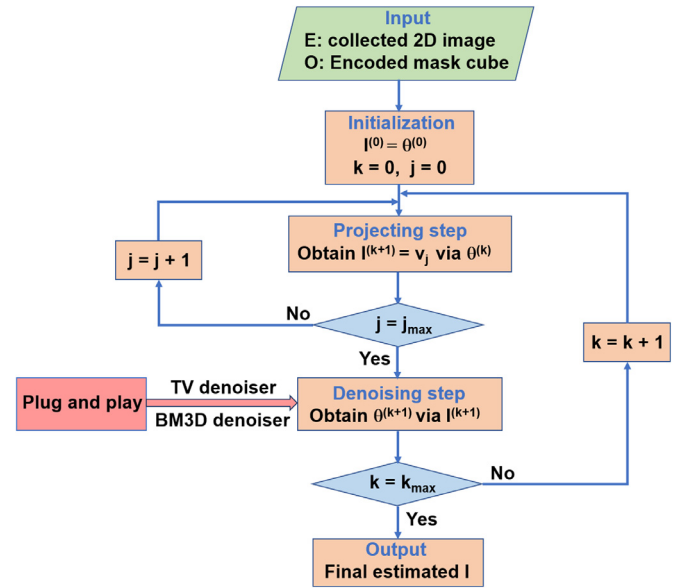 Input
E: collected 2D image
O: Encoded mask cube
Initialization
I⁽⁰⁾ = θ⁽⁰⁾
k = 0, j = 0
Projecting step
Obtain I⁽ᵏ⁺¹⁾ = vⱼ via θ⁽ᵏ⁾
j = j + 1
No
j = jmax
Yes
k = k + 1
Plug and play
TV denoiser
BM3D denoiser
Denoising step
Obtain θ⁽ᵏ⁺¹⁾ via I⁽ᵏ⁺¹⁾
k = kmax
No
Yes
Output
Final estimated I